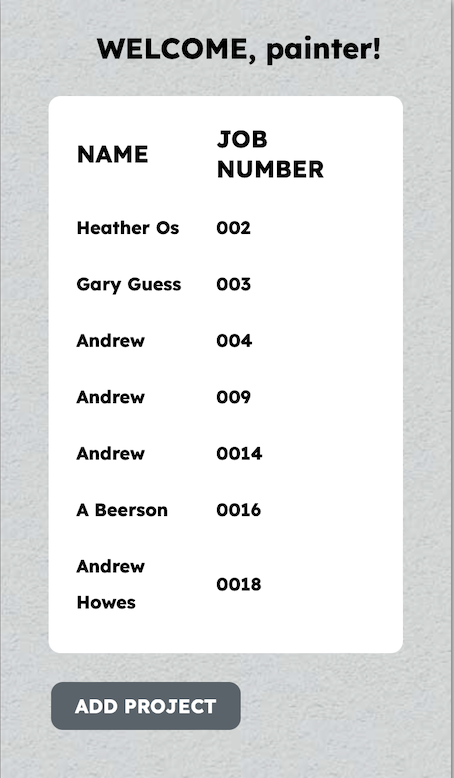 WELCOME, painter!
NAME JOB NUMBER
Heather Os 002
Gary Guess 003
Andrew 004
Andrew 009
Andrew 0014
A Beerson 0016
Andrew Howes 0018
ADD PROJECT